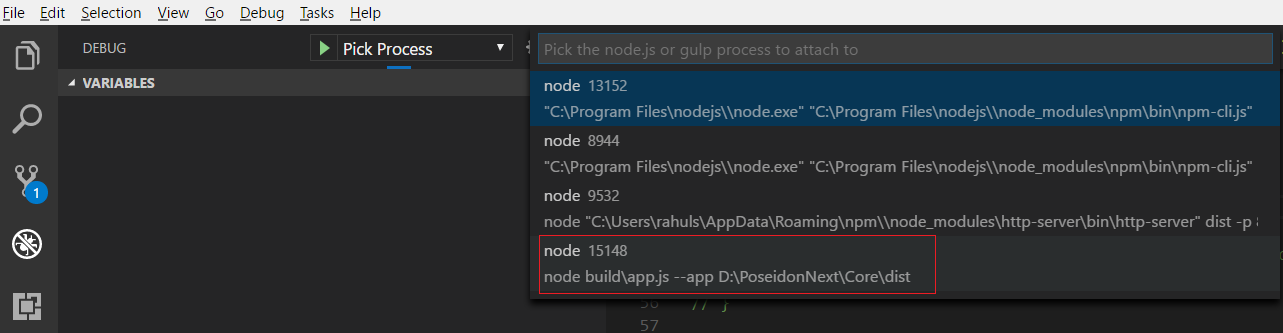 File Edit Selection View Go Debug Tasks Help
DEBUG Pick Process
Pick the node.js or gulp process to attach to
VARIABLES
node 13152
"C:\Program Files\nodejs\\node.exe" "C:\Program Files\nodejs\\node_modules\npm\bin\npm-cli.js"
node 8944
"C:\Program Files\nodejs\\node.exe" "C:\Program Files\nodejs\\node_modules\npm\bin\npm-cli.js"
1
node 9532
node "C:\Users\rahuls\AppData\Roaming\npm\\node_modules\http-server\bin\http-server" dist -p
node 15148
node build\app.js --app D:\PoseidonNext\Core\dist
56 // }
57